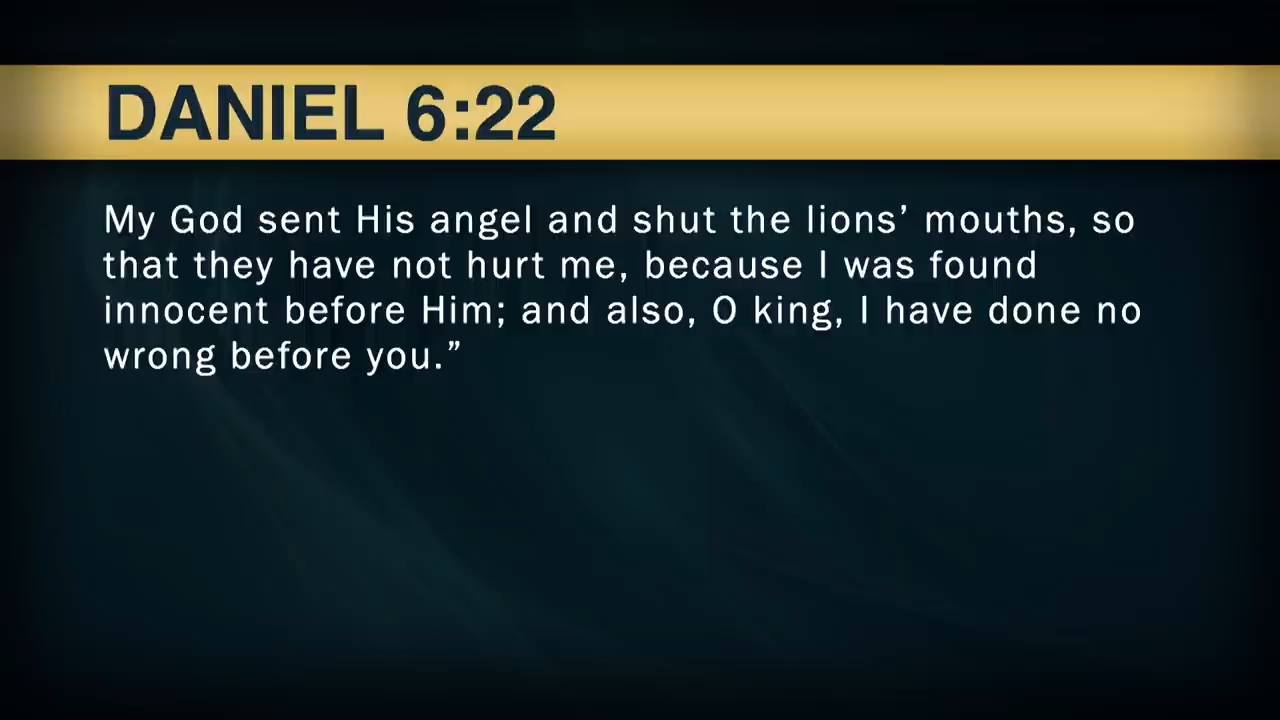 DANIEL 6:22
My God sent His angel and shut the lions’ mouths, so
that they have not hurt me, because I was found
innocent before Him; and also, O king, I have done no
wrong before you.”